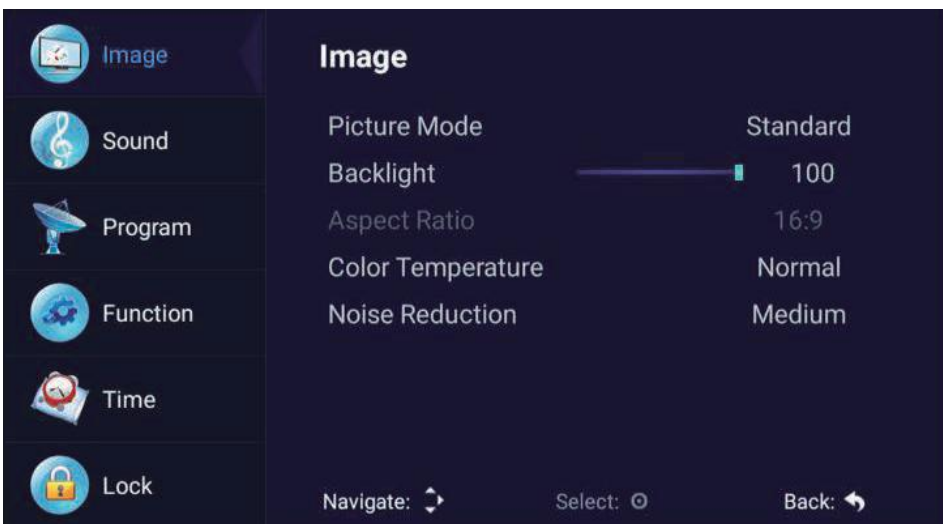 Image
Sound
Program
Function
Time
Lock
Image
Picture Mode Standard
Backlight 100
Aspect Ratio 16:9
Color Temperature Normal
Noise Reduction Medium
Navigate: Select: Back: